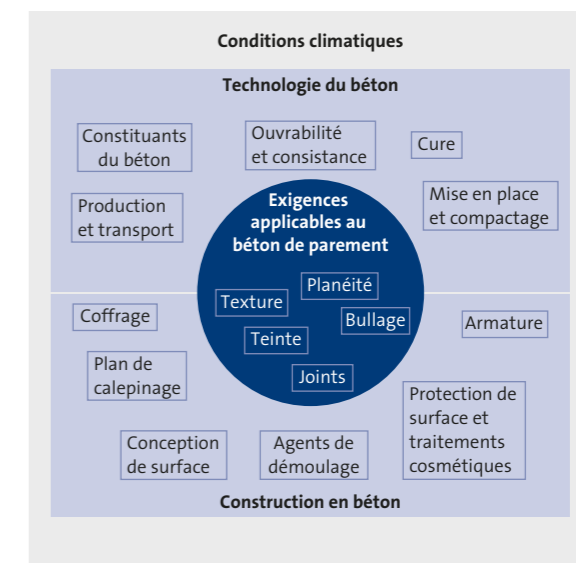 Conditions climatiques
Technologie du béton
Constituants
du béton
Ouvrabilité
et consistance
Cure
Production
et transport
Mise en place
et compactage
Exigences
applicables au
béton de parement
Planéité
Texture
Bullage
Teinte
Joints
Coffrage
Armature
Plan de
calepinage
Protection de
surface et
traitements
cosmétiques
Conception
de surface
Agents de
démoulage
Construction en béton